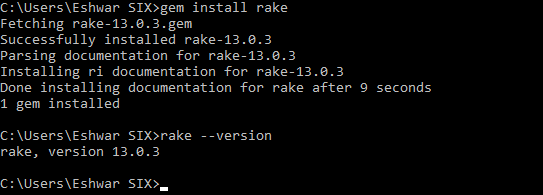 C:\Users\Eshwar SIX>gem install rake
Fetching rake-13.0.3.gem
Successfully installed rake-13.0.3
Parsing documentation for rake-13.0.3
Installing ri documentation for rake-13.0.3
Done installing documentation for rake after 9 seconds
1 gem installed
C:\Users\Eshwar SIX>rake --version
rake, version 13.0.3
C:\Users\Eshwar SIX>